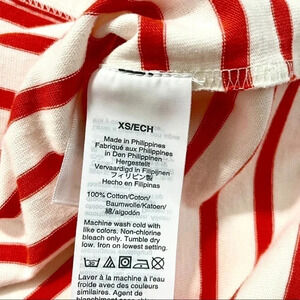 XS/ECH
Made in Philippines
Fabriqué aux Philippines
In Den Philippinen
Hergestellt
Vervaardigd in Filipijnen
フィリピン製
Hecho en Filipinas
100% Cotton/Coton/
Baumwolle/Katoen/
綿/algodón
Machine wash cold with
like colors. Non-chlorine
bleach only. Tumble dry
low. Iron on lowest setting.
Laver à la machine à l'eau
froide avec des couleurs
similaires. Agent de
blanchiment sans